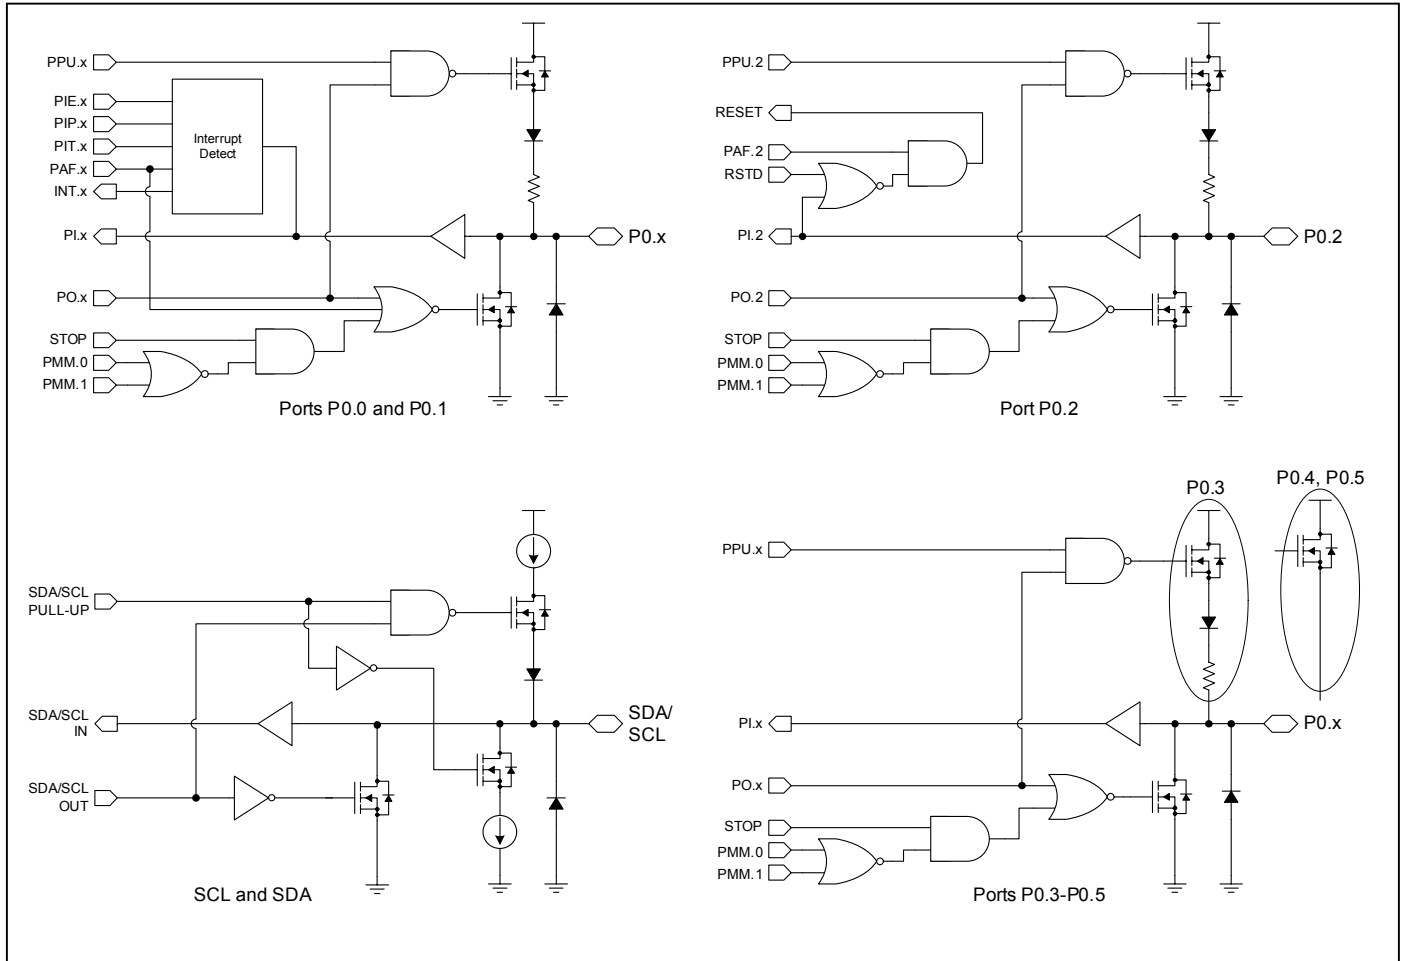 PPU.x
PIE.x
PIP.x
PIT.x
PAF.x
INT.x
Interrupt
Detect
PI.x
P0.x
PO.x
STOP
PMM.0
PMM.1
Ports P0.0 and P0.1
PPU.2
RESET
PAF.2
RSTD
PI.2
P0.2
PO.2
STOP
PMM.0
PMM.1
Port P0.2
SDA/SCL
PULL-UP
SDA/SCL
IN
SDA/
SCL
SDA/SCL
OUT
SCL and SDA
P0.3
P0.4, P0.5
PPU.x
PI.x
P0.x
PO.x
STOP
PMM.0
PMM.1
Ports P0.3-P0.5